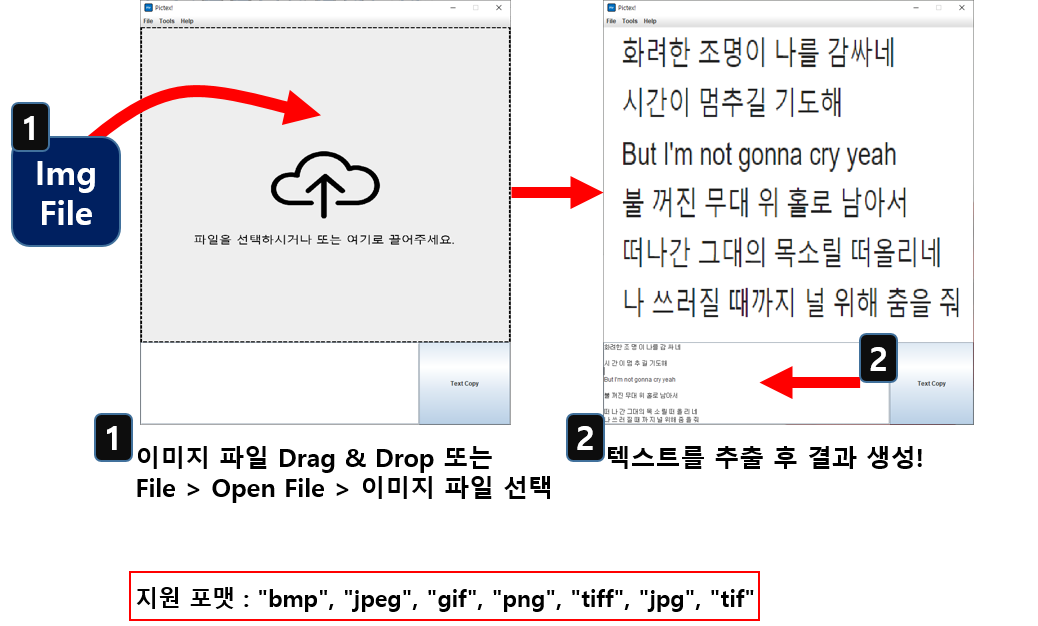 Pictex!
File Tools Help
파일을 선택하시거나 또는 여기로 끌어주세요.
Text Copy
1
Img
File
1
이미지 파일 Drag & Drop 또는
File > Open File > 이미지 파일 선택
Pictex!
File Tools Help
화려한 조명이 나를 감싸네
시간이 멈추길 기도해
But I'm not gonna cry yeah
불 꺼진 무대 위 홀로 남아서
떠나간 그대의 목소릴 떠올리네
나 쓰러질 때까지 널 위해 춤을 춰
화려한 조 명 이 나를 감 싸 네
시 간 이 멈 추 길 기도해
But I'm not gonna cry yeah
불 꺼진 무대 위 홀로 남아서
떠 나 간 그대의 목 소 릴 떠 올 리 네
나 쓰 러 질 때 까 지 널 위해 춤 을 춰
2
Text Copy
2
텍스트를 추출 후 결과 생성!
지원 포맷 : "bmp", "jpeg", "gif", "png", "tiff", "jpg", "tif"